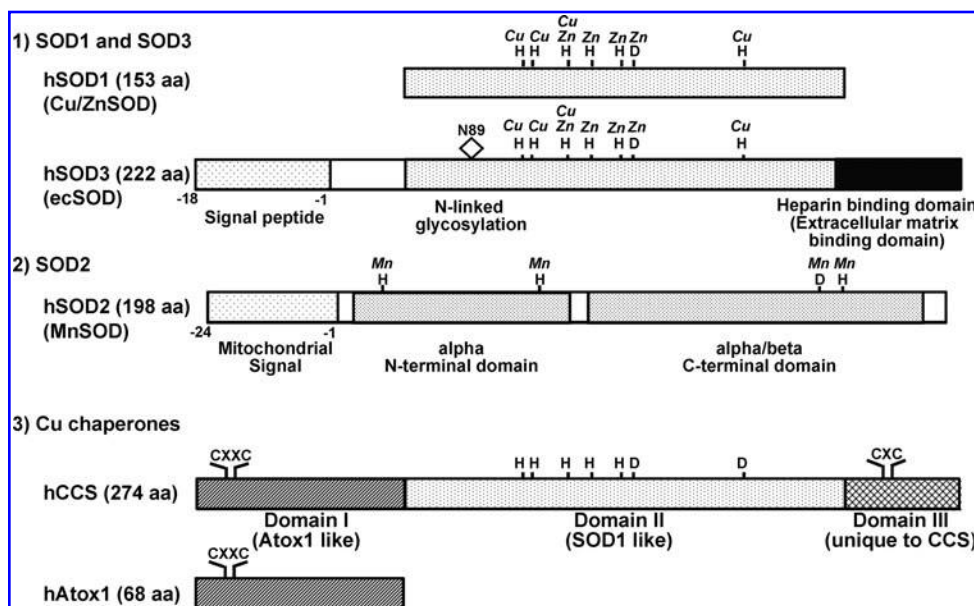 1) SOD1 and SOD3
Cu Cu Cu Zn Zn Zn Zn Cu
H H H H H D H
hSOD1 (153 aa)
(Cu/ZnSOD)
N89
Cu Cu Cu Zn Zn Zn Zn Cu
H H H H H D H
hSOD3 (222 aa)
(ecSOD)
-18 -1
Signal peptide
N-linked
glycosylation
Heparin binding domain
(Extracellular matrix
binding domain)
2) SOD2
Mn Mn Mn Mn
H H D H
hSOD2 (198 aa)
(MnSOD)
-24 -1
Mitochondrial
Signal
alpha
N-terminal domain
alpha/beta
C-terminal domain
3) Cu chaperones
CXXC H H H H H D D CXC
hCCS (274 aa)
Domain I
(Atox1 like)
Domain II
(SOD1 like)
Domain III
(unique to CCS)
CXXC
hAtox1 (68 aa)